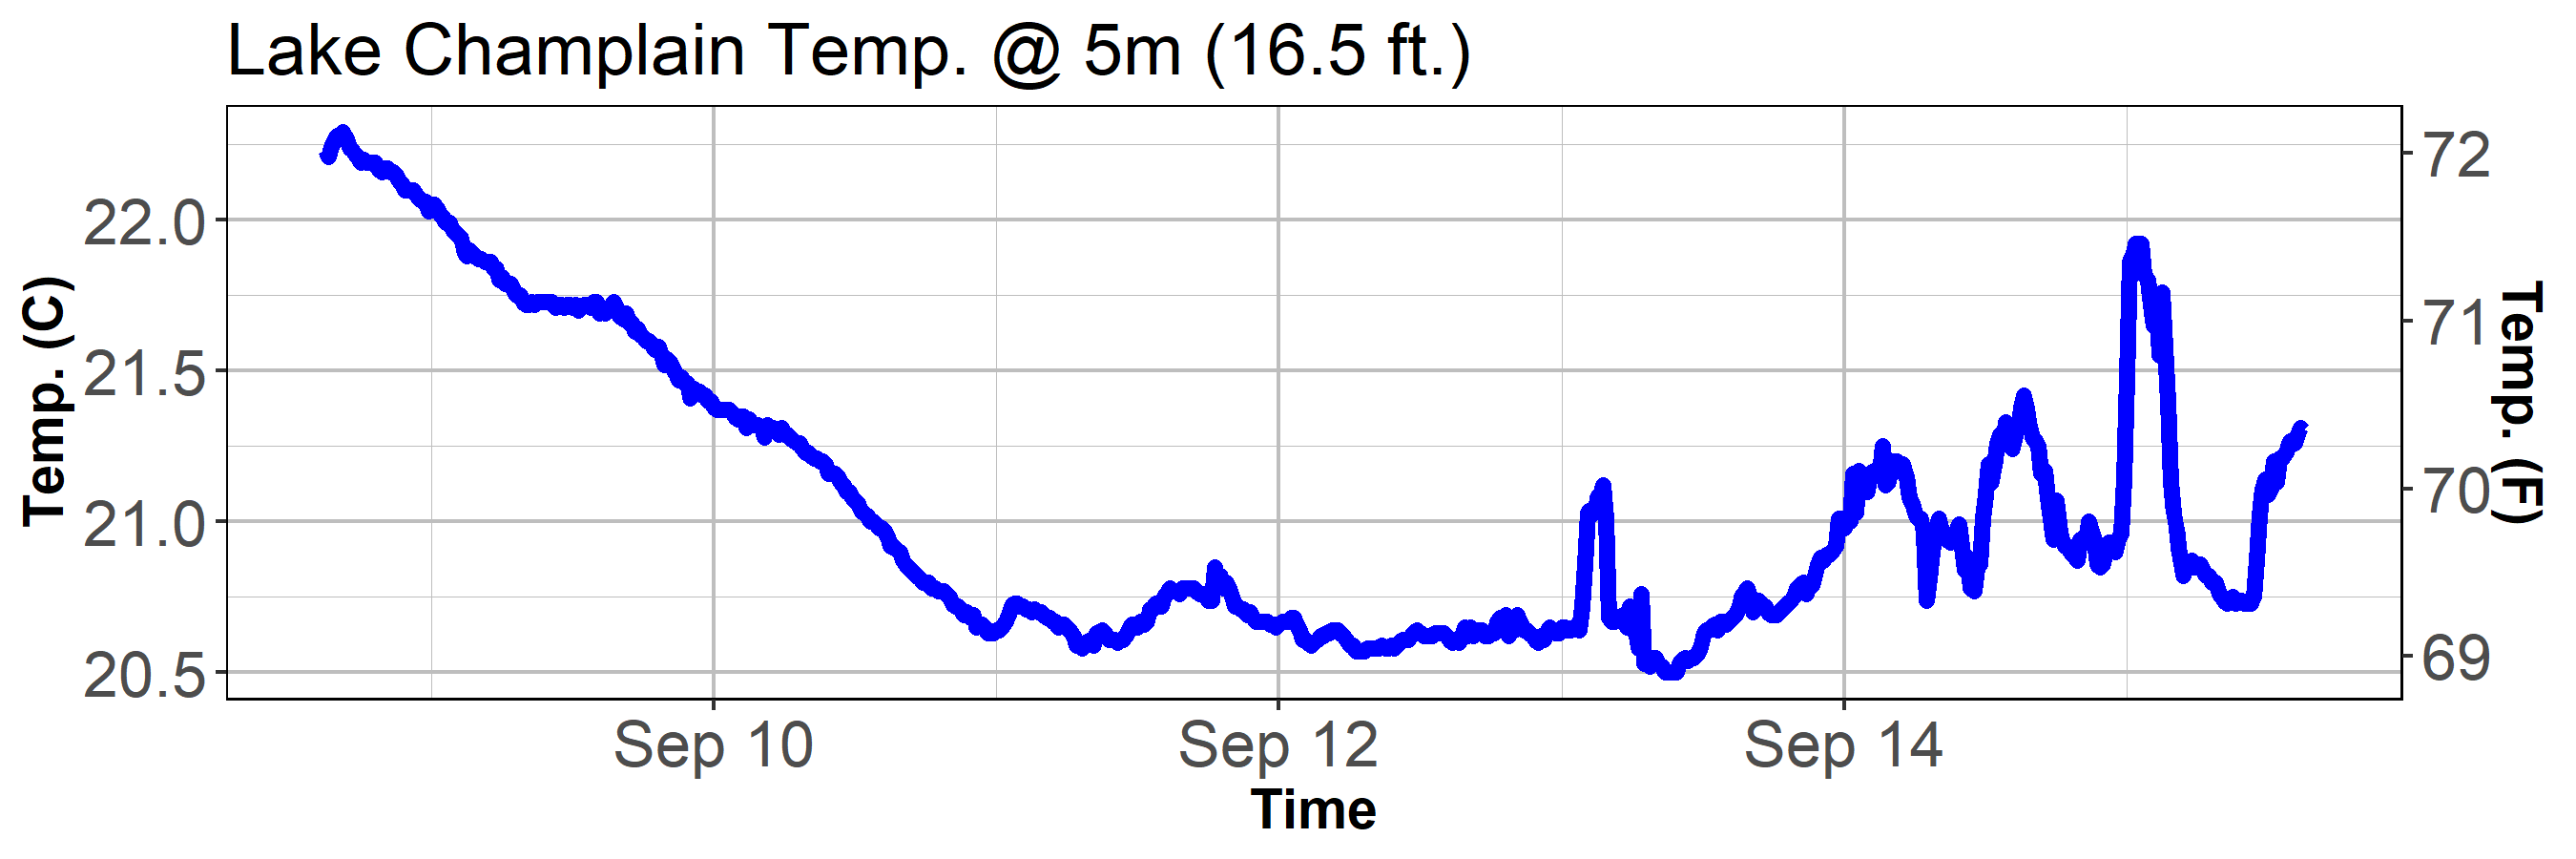 Lake Champlain Temp. @ 5m (16.5 ft.)
Temp. (C)
22.0
21.5
21.0
20.5
72
71
70
69
Temp. (F)
Sep 10
Sep 12
Sep 14
Time